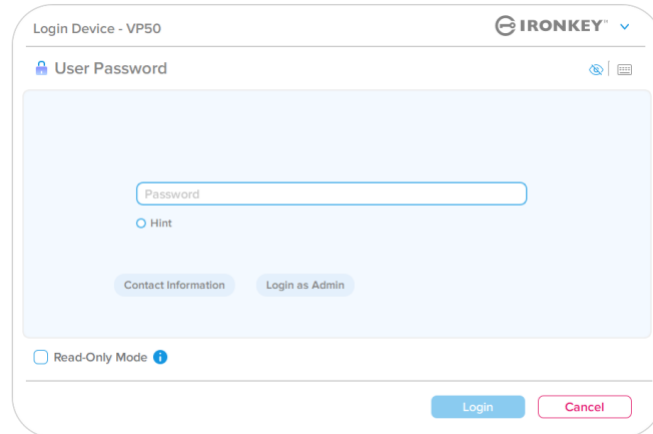 Login Device - VP50
IRONKEY™
User Password
Password
Hint
Contact Information
Login as Admin
Read-Only Mode
Login
Cancel